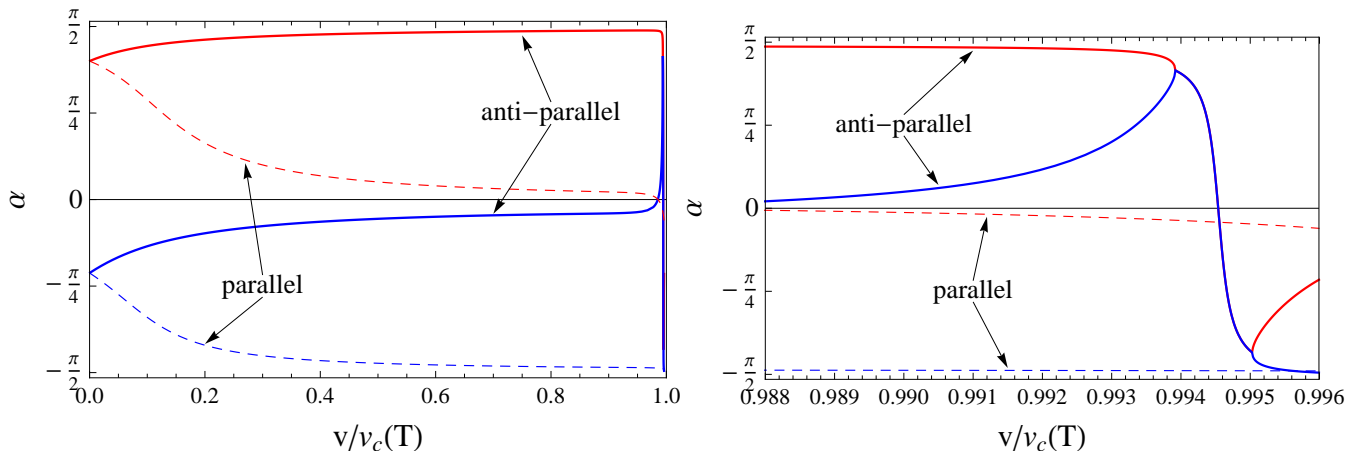 π/2
π/4
0
−π/4
−π/2
α
anti−parallel
parallel
0.0 0.2 0.4 0.6 0.8 1.0
v/v_c(T)
π/2
π/4
0
−π/4
−π/2
α
anti−parallel
parallel
0.988 0.989 0.990 0.991 0.992 0.993 0.994 0.995 0.996
v/v_c(T)